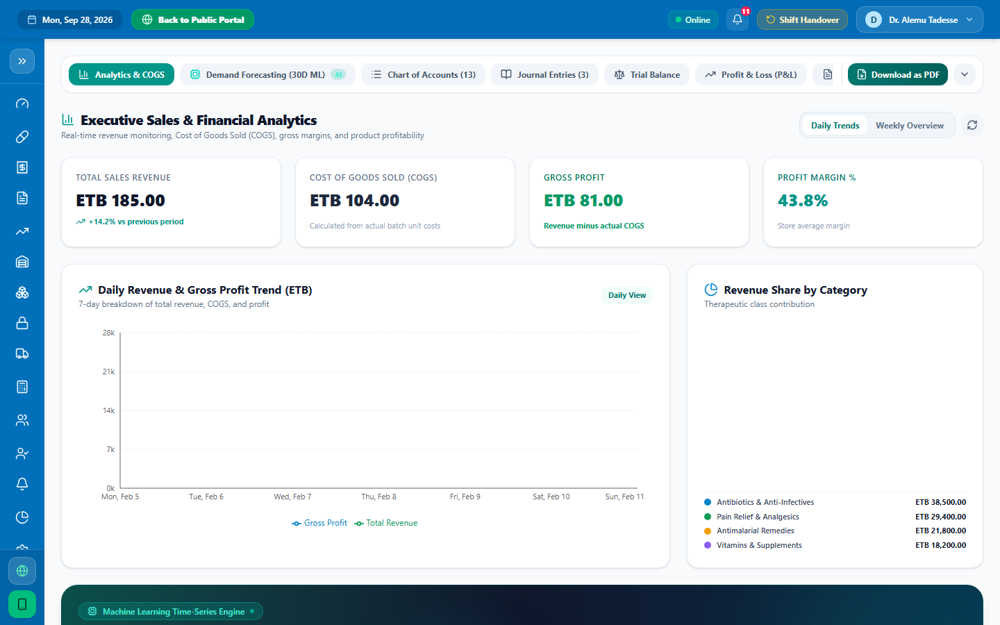 Mon, Sep 28, 2026
Back to Public Portal
Online
11
Shift Handover
D
Dr. Alemu Tadesse
Analytics & COGS
Demand Forecasting (30D ML)
AI
Chart of Accounts (13)
Journal Entries (3)
Trial Balance
Profit & Loss (P&L)
Download as PDF
Executive Sales & Financial Analytics
Real-time revenue monitoring, Cost of Goods Sold (COGS), gross margins, and product profitability
Daily Trends
Weekly Overview
TOTAL SALES REVENUE
ETB 185.00
+14.2% vs previous period
COST OF GOODS SOLD (COGS)
ETB 104.00
Calculated from actual batch unit costs
GROSS PROFIT
ETB 81.00
Revenue minus actual COGS
PROFIT MARGIN %
43.8%
Store average margin
Daily Revenue & Gross Profit Trend (ETB)
7-day breakdown of total revenue, COGS, and profit
Daily View
28k
21k
14k
7k
0k
Mon, Feb 5
Tue, Feb 6
Wed, Feb 7
Thu, Feb 8
Fri, Feb 9
Sat, Feb 10
Sun, Feb 11
Gross Profit
Total Revenue
Revenue Share by Category
Therapeutic class contribution
Antibiotics & Anti-Infectives ETB 38,500.00
Pain Relief & Analgesics ETB 29,400.00
Antimalarial Remedies ETB 21,800.00
Vitamins & Supplements ETB 18,200.00
Machine Learning Time-Series Engine